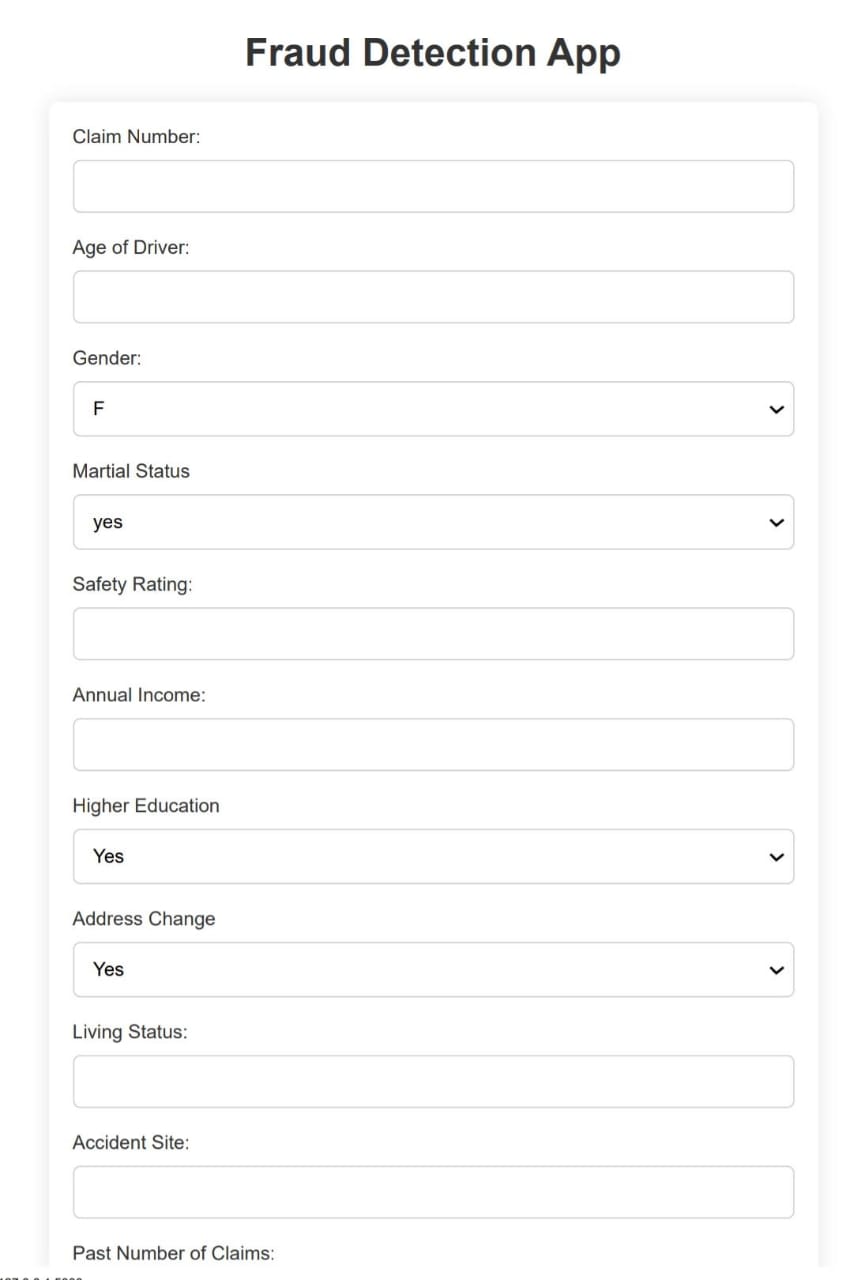 Fraud Detection App
Claim Number:
Age of Driver:
Gender:
F
Martial Status
yes
Safety Rating:
Annual Income:
Higher Education
Yes
Address Change
Yes
Living Status:
Accident Site:
Past Number of Claims: